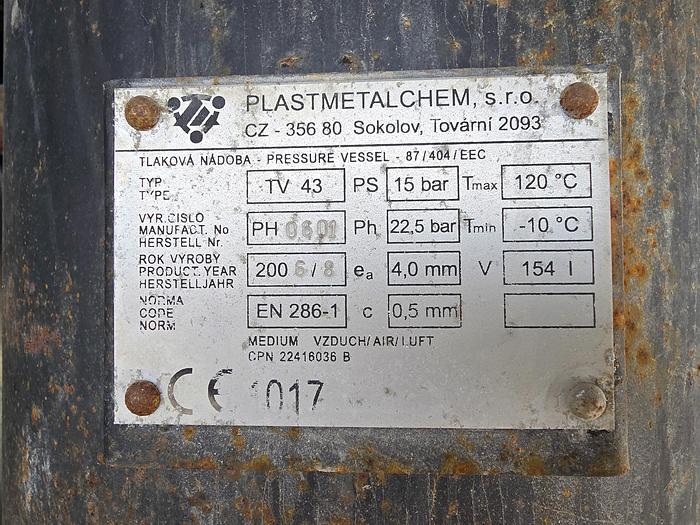 PLASTMETALCHEM, s.r.o.
CZ - 356 80 Sokolov, Tovární 2093
TLAKOVÁ NÁDOBA - PRESSURE VESSEL - 87/404/EEC
TYP
TYPE
TV 43 PS 15 bar Tmax 120 °C
VYR.CISLO
MANUFACT. No
HERSTELL Nr.
PH 0601 Ph 22,5 bar Tmin -10 °C
ROK VYROBY
PRODUCT.YEAR
HERSTELLJAHR
2006/8 ea 4,0 mm V 154 l
NORMA
CODE
NORM
EN 286-1 c 0,5 mm
MEDIUM VZDUCH/AIR/LUFT
CPN 22416036 B
CE 1017